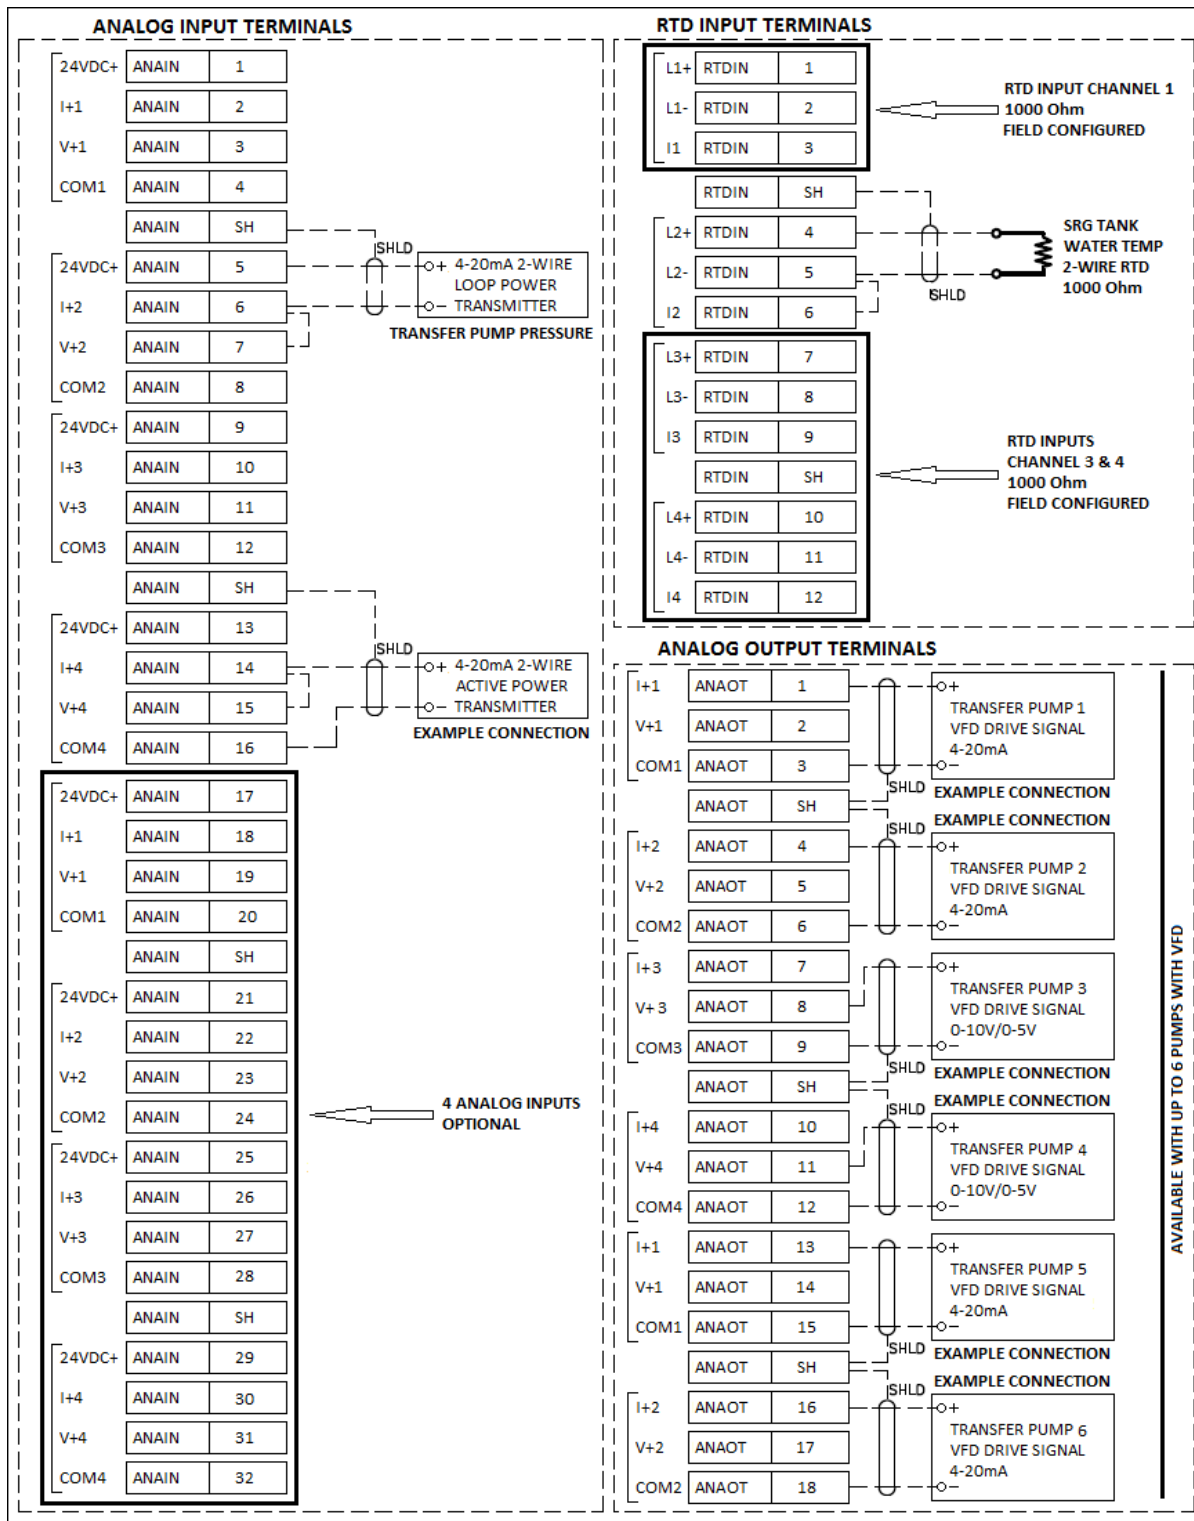 ANALOG INPUT TERMINALS
24VDC+ ANAIN 1
I+1 ANAIN 2
V+1 ANAIN 3
COM1 ANAIN 4
ANAIN SH
SHLD
24VDC+ ANAIN 5
+ 4-20mA 2-WIRE
LOOP POWER
I+2 ANAIN 6
- TRANSMITTER
TRANSFER PUMP PRESSURE
V+2 ANAIN 7
COM2 ANAIN 8
24VDC+ ANAIN 9
I+3 ANAIN 10
V+3 ANAIN 11
COM3 ANAIN 12
ANAIN SH
24VDC+ ANAIN 13
SHLD
I+4 ANAIN 14
+ 4-20mA 2-WIRE
ACTIVE POWER
V+4 ANAIN 15
- TRANSMITTER
EXAMPLE CONNECTION
COM4 ANAIN 16
24VDC+ ANAIN 17
I+1 ANAIN 18
V+1 ANAIN 19
COM1 ANAIN 20
ANAIN SH
24VDC+ ANAIN 21
I+2 ANAIN 22
V+2 ANAIN 23
COM2 ANAIN 24
4 ANALOG INPUTS
OPTIONAL
24VDC+ ANAIN 25
I+3 ANAIN 26
V+3 ANAIN 27
COM3 ANAIN 28
ANAIN SH
24VDC+ ANAIN 29
I+4 ANAIN 30
V+4 ANAIN 31
COM4 ANAIN 32
RTD INPUT TERMINALS
L1+ RTDIN 1
L1- RTDIN 2
I1 RTDIN 3
RTD INPUT CHANNEL 1
1000 Ohm
FIELD CONFIGURED
RTDIN SH
L2+ RTDIN 4
L2- RTDIN 5
SHLD
I2 RTDIN 6
SRG TANK
WATER TEMP
2-WIRE RTD
1000 Ohm
L3+ RTDIN 7
L3- RTDIN 8
I3 RTDIN 9
RTDIN SH
L4+ RTDIN 10
L4- RTDIN 11
I4 RTDIN 12
RTD INPUTS
CHANNEL 3 & 4
1000 Ohm
FIELD CONFIGURED
ANALOG OUTPUT TERMINALS
I+1 ANAOT 1
V+1 ANAOT 2
COM1 ANAOT 3
+
TRANSFER PUMP 1
VFD DRIVE SIGNAL
4-20mA
-
SHLD EXAMPLE CONNECTION
ANAOT SH
SHLD EXAMPLE CONNECTION
I+2 ANAOT 4
V+2 ANAOT 5
COM2 ANAOT 6
+
TRANSFER PUMP 2
VFD DRIVE SIGNAL
4-20mA
-
I+3 ANAOT 7
V+3 ANAOT 8
COM3 ANAOT 9
+
TRANSFER PUMP 3
VFD DRIVE SIGNAL
0-10V/0-5V
-
SHLD EXAMPLE CONNECTION
ANAOT SH
SHLD EXAMPLE CONNECTION
I+4 ANAOT 10
V+4 ANAOT 11
COM4 ANAOT 12
+
TRANSFER PUMP 4
VFD DRIVE SIGNAL
0-10V/0-5V
-
I+1 ANAOT 13
V+1 ANAOT 14
COM1 ANAOT 15
+
TRANSFER PUMP 5
VFD DRIVE SIGNAL
4-20mA
-
SHLD EXAMPLE CONNECTION
ANAOT SH
SHLD EXAMPLE CONNECTION
I+2 ANAOT 16
V+2 ANAOT 17
COM2 ANAOT 18
+
TRANSFER PUMP 6
VFD DRIVE SIGNAL
4-20mA
-
AVAILABLE WITH UP TO 6 PUMPS WITH VFD